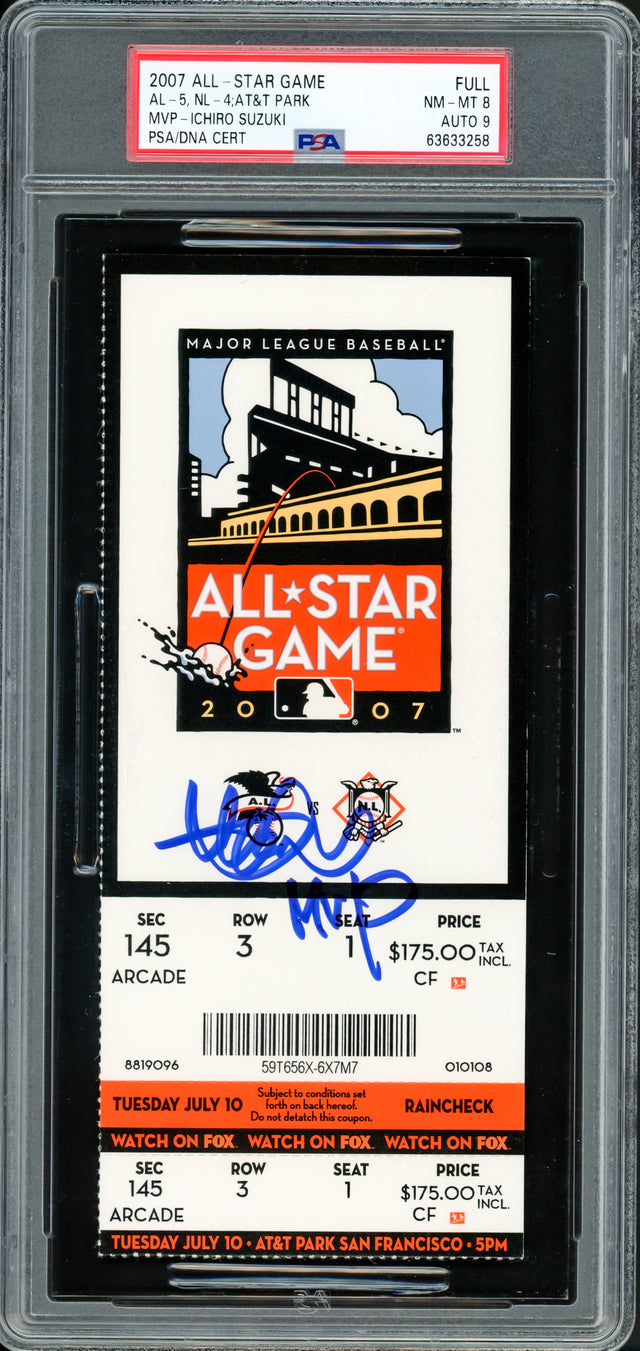 2007 ALL-STAR GAME FULL
AL-5, NL-4;AT&T PARK NM-MT 8
MVP-ICHIRO SUZUKI AUTO 9
PSA/DNA CERT PSA 63633258
MAJOR LEAGUE BASEBALL®
ALL★STAR
GAME®
2007
™
A.L. VS N.L.
MVP
SEC ROW SEAT PRICE
145 3 1 $175.00 TAX INCL.
ARCADE CF
59T656X-6X7M7
8819096 010108
TUESDAY JULY 10 Subject to conditions set
forth on back hereof.
Do not detatch this coupon. RAINCHECK
WATCH ON FOX WATCH ON FOX WATCH ON FOX
SEC ROW SEAT PRICE
145 3 1 $175.00 TAX INCL.
ARCADE CF
TUESDAY JULY 10 • AT&T PARK SAN FRANCISCO • 5PM